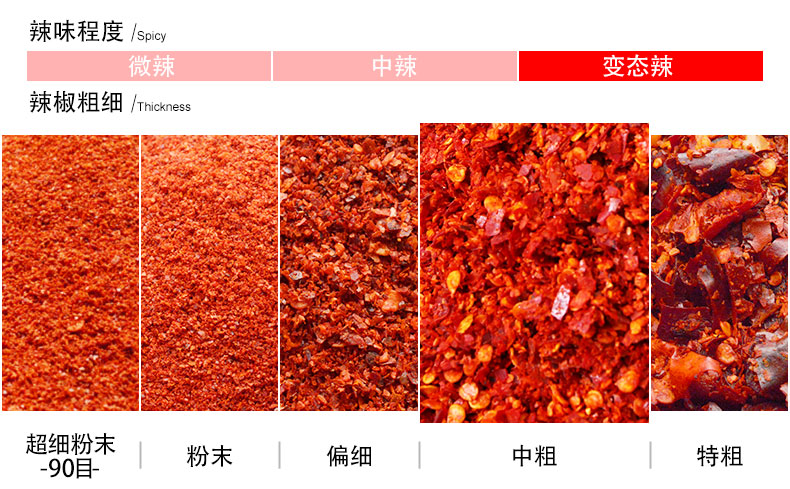 辣味程度 /Spicy
微辣 中辣 变态辣
辣椒粗细 /Thickness
超细粉末 粉末 偏细 中粗 特粗
-90目-